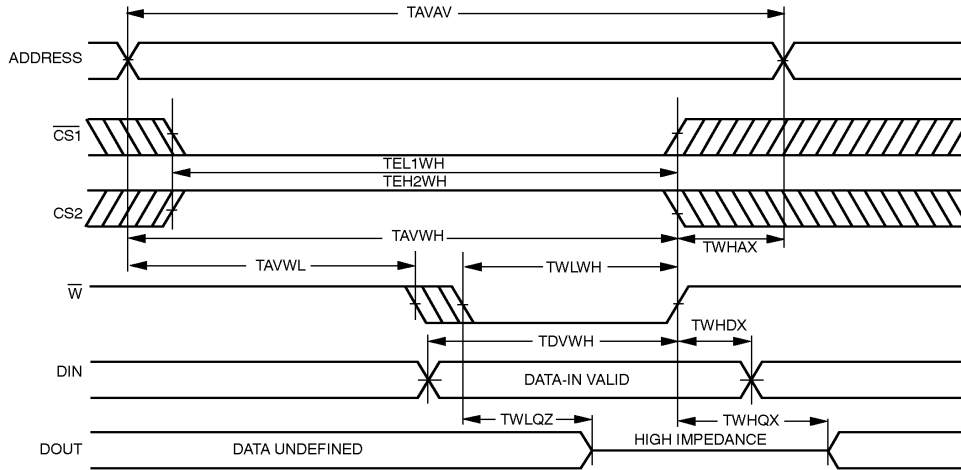 TAVAV
ADDRESS
CS1
TEL1WH
TEH2WH
CS2
TAVWH
TWHAX
TAVWL
TWLWH
W
TWHDX
TDVWH
DIN
DATA-IN VALID
TWLQZ
TWHQX
DOUT
DATA UNDEFINED
HIGH IMPEDANCE